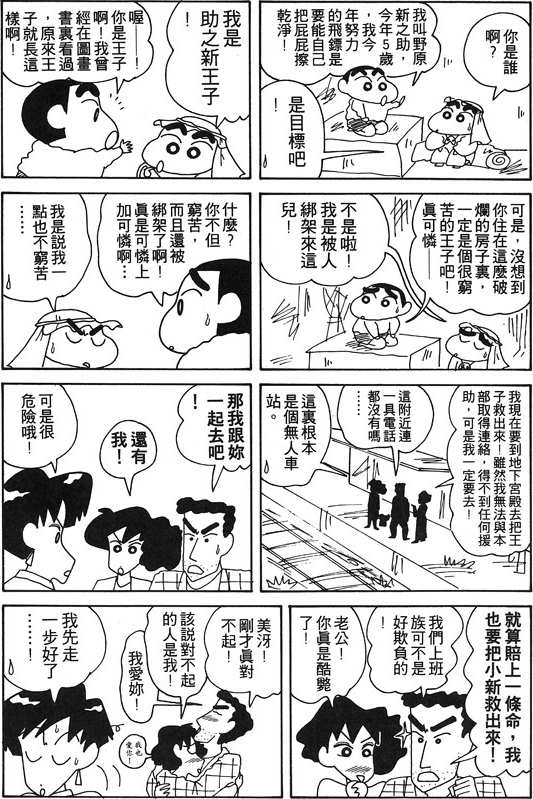 你是誰
啊？
我叫野原
新之助，
今年5歲
，我今
年努力
的飛鏢是
要能自己
把屁屁擦
乾淨！
是目標吧
！
我是
助之新王子
！
喔——！
你是王子
啊！我曾
經在圖畫
書裏看過
，原來王
子就長這
樣啊！
可是，沒想到
你住在這麼破
爛的房子裏，
一定是個很窮
苦的王子吧！
眞可憐——
不是啦！
我是被人
綁架來這
兒！
什麼？
你不但
窮苦，
而且還被
綁架了啊！
眞是可憐上
加可憐啊…
我是說我一
點也不窮苦
……
我現在要到地下宮殿去把王
子救出來！雖然我無法與本
部取得連絡，得不到任何援
助，可是我一定要去！
這附近連
一具電話
都沒有嗎
……
這裏根本
是個無人車
站。
那我跟妳
一起去吧
！
還有
我！
可是很
危險哦！
就算賠上一條命，我
也要把小新救出來！
我們上班
族可不是
好欺負的
！
老公！
你眞是酷斃
了！
美冴！
剛才眞對
不起！
該說對不起
的人是我！
我愛妳！
我也
愛你！
我先走
一步好了
……！